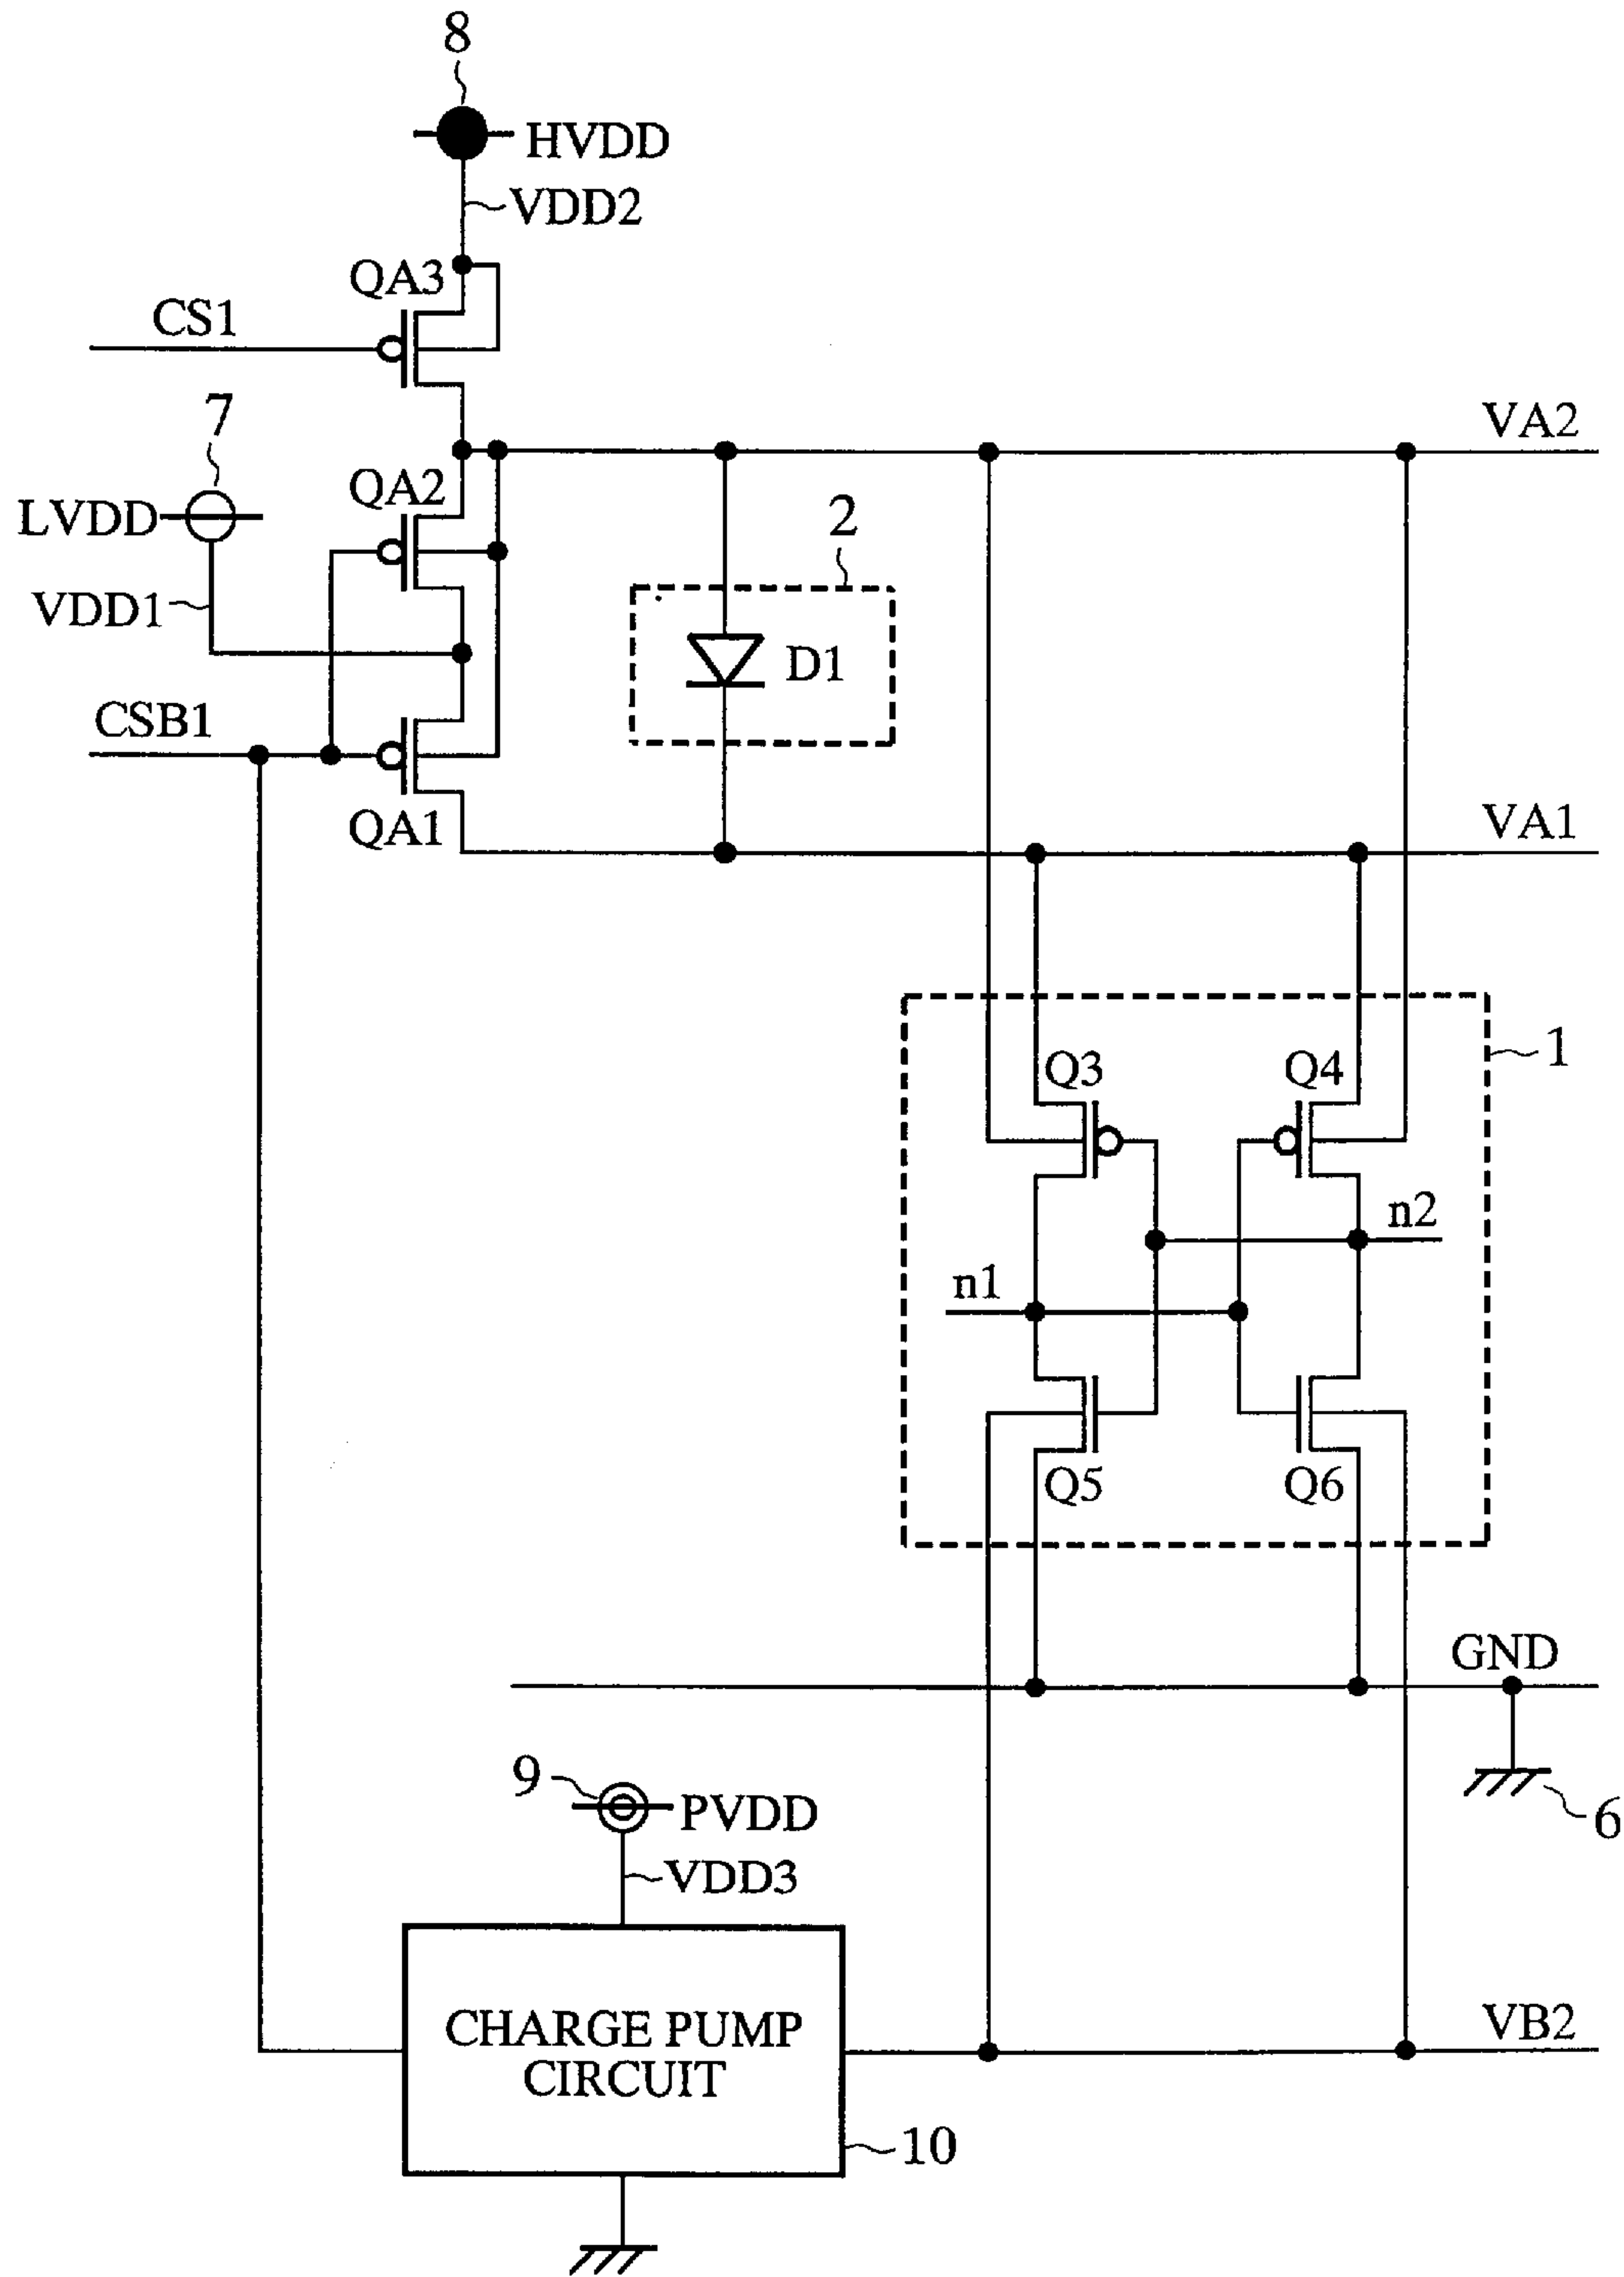 8
HVDD
VDD2
QA3
CS1
7
VA2
QA2
LVDD
2
VDD1
D1
CSB1
QA1
VA1
1
Q3
Q4
n2
n1
Q5
Q6
GND
9
PVDD
6
VDD3
CHARGE PUMP
CIRCUIT
VB2
10